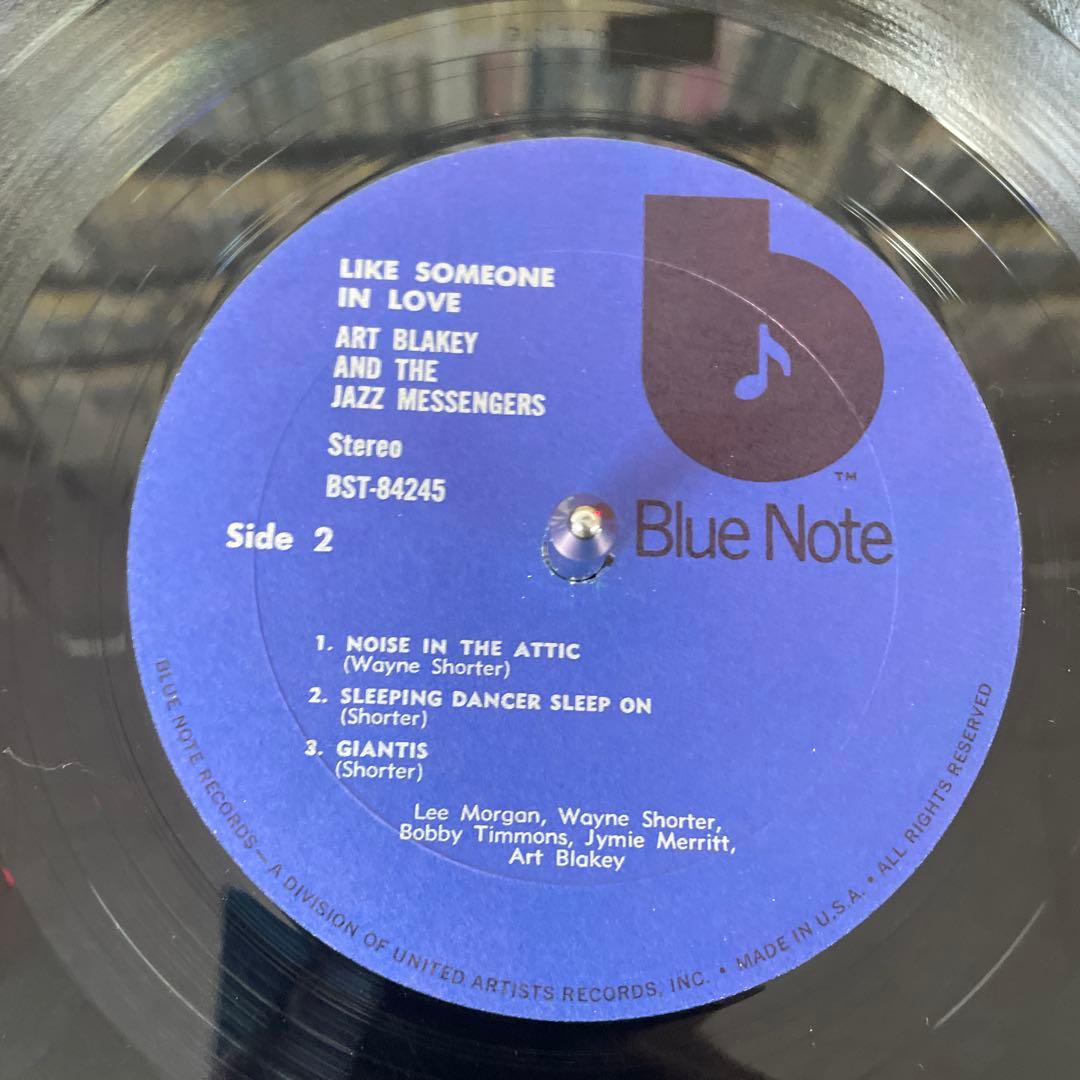 LIKE SOMEONE
IN LOVE
ART BLAKEY
AND THE
JAZZ MESSENGERS
Stereo
BST-84245
Side 2
TM
Blue Note
1. NOISE IN THE ATTIC
(Wayne Shorter)
2. SLEEPING DANCER SLEEP ON
(Shorter)
3. GIANTIS
(Shorter)
Lee Morgan, Wayne Shorter,
Bobby Timmons, Jymie Merritt,
Art Blakey
BLUE NOTE RECORDS— A DIVISION OF UNITED ARTISTS RECORDS, INC. • MADE IN U.S.A. • ALL RIGHTS RESERVED